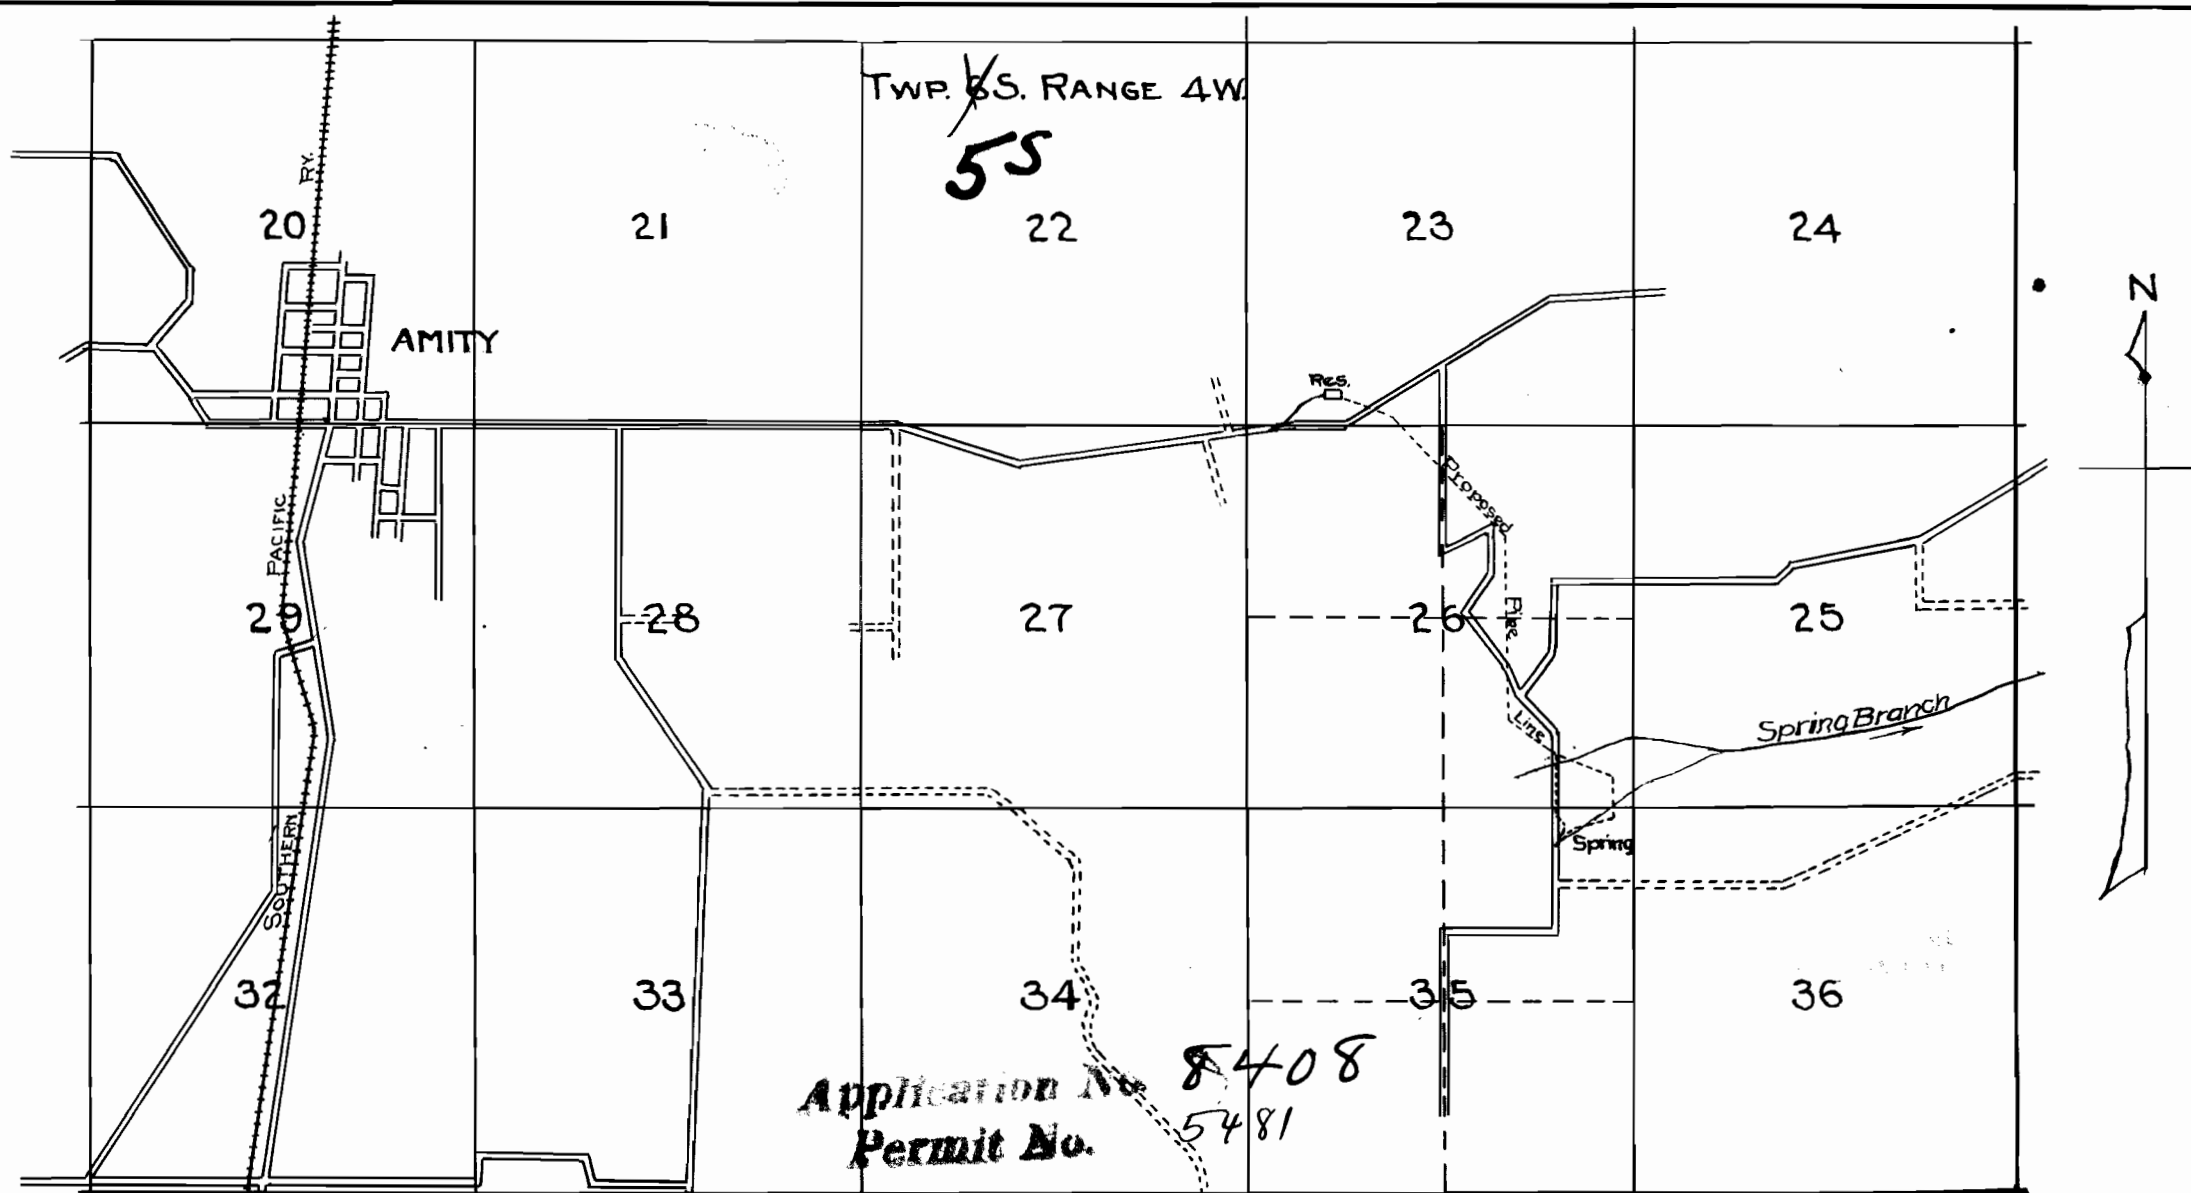 TWP. 6S. RANGE 4W.
5S
RY.
20
21
22
23
24
N
AMITY
Res.
Proposed
PACIFIC
29
28
27
26
Pipe
25
Line
Spring Branch
SOUTHERN
Spring
32
33
34
35
36
Application No. 8408
Permit No. 5481